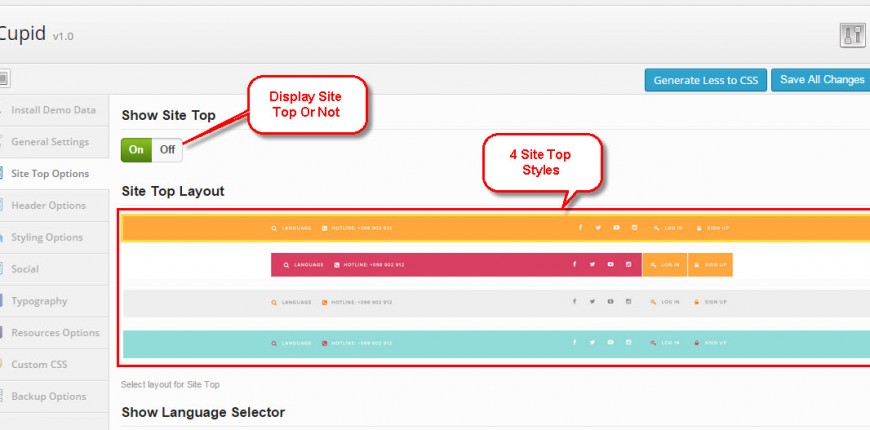 Cupid v1.0
Generate Less to CSS
Save All Changes
Install Demo Data
General Settings
Site Top Options
Header Options
Styling Options
Social
Typography
Resources Options
Custom CSS
Backup Options
Show Site Top
On Off
Display Site
Top Or Not
4 Site Top
Styles
Site Top Layout
LANGUAGE HOTLINE: +098 902 912 LOG IN SIGN UP
LANGUAGE HOTLINE: +098 902 912 LOG IN SIGN UP
LANGUAGE HOTLINE: +098 902 912 LOG IN SIGN UP
LANGUAGE HOTLINE: +098 902 912 LOG IN SIGN UP
Select layout for Site Top
Show Language Selector